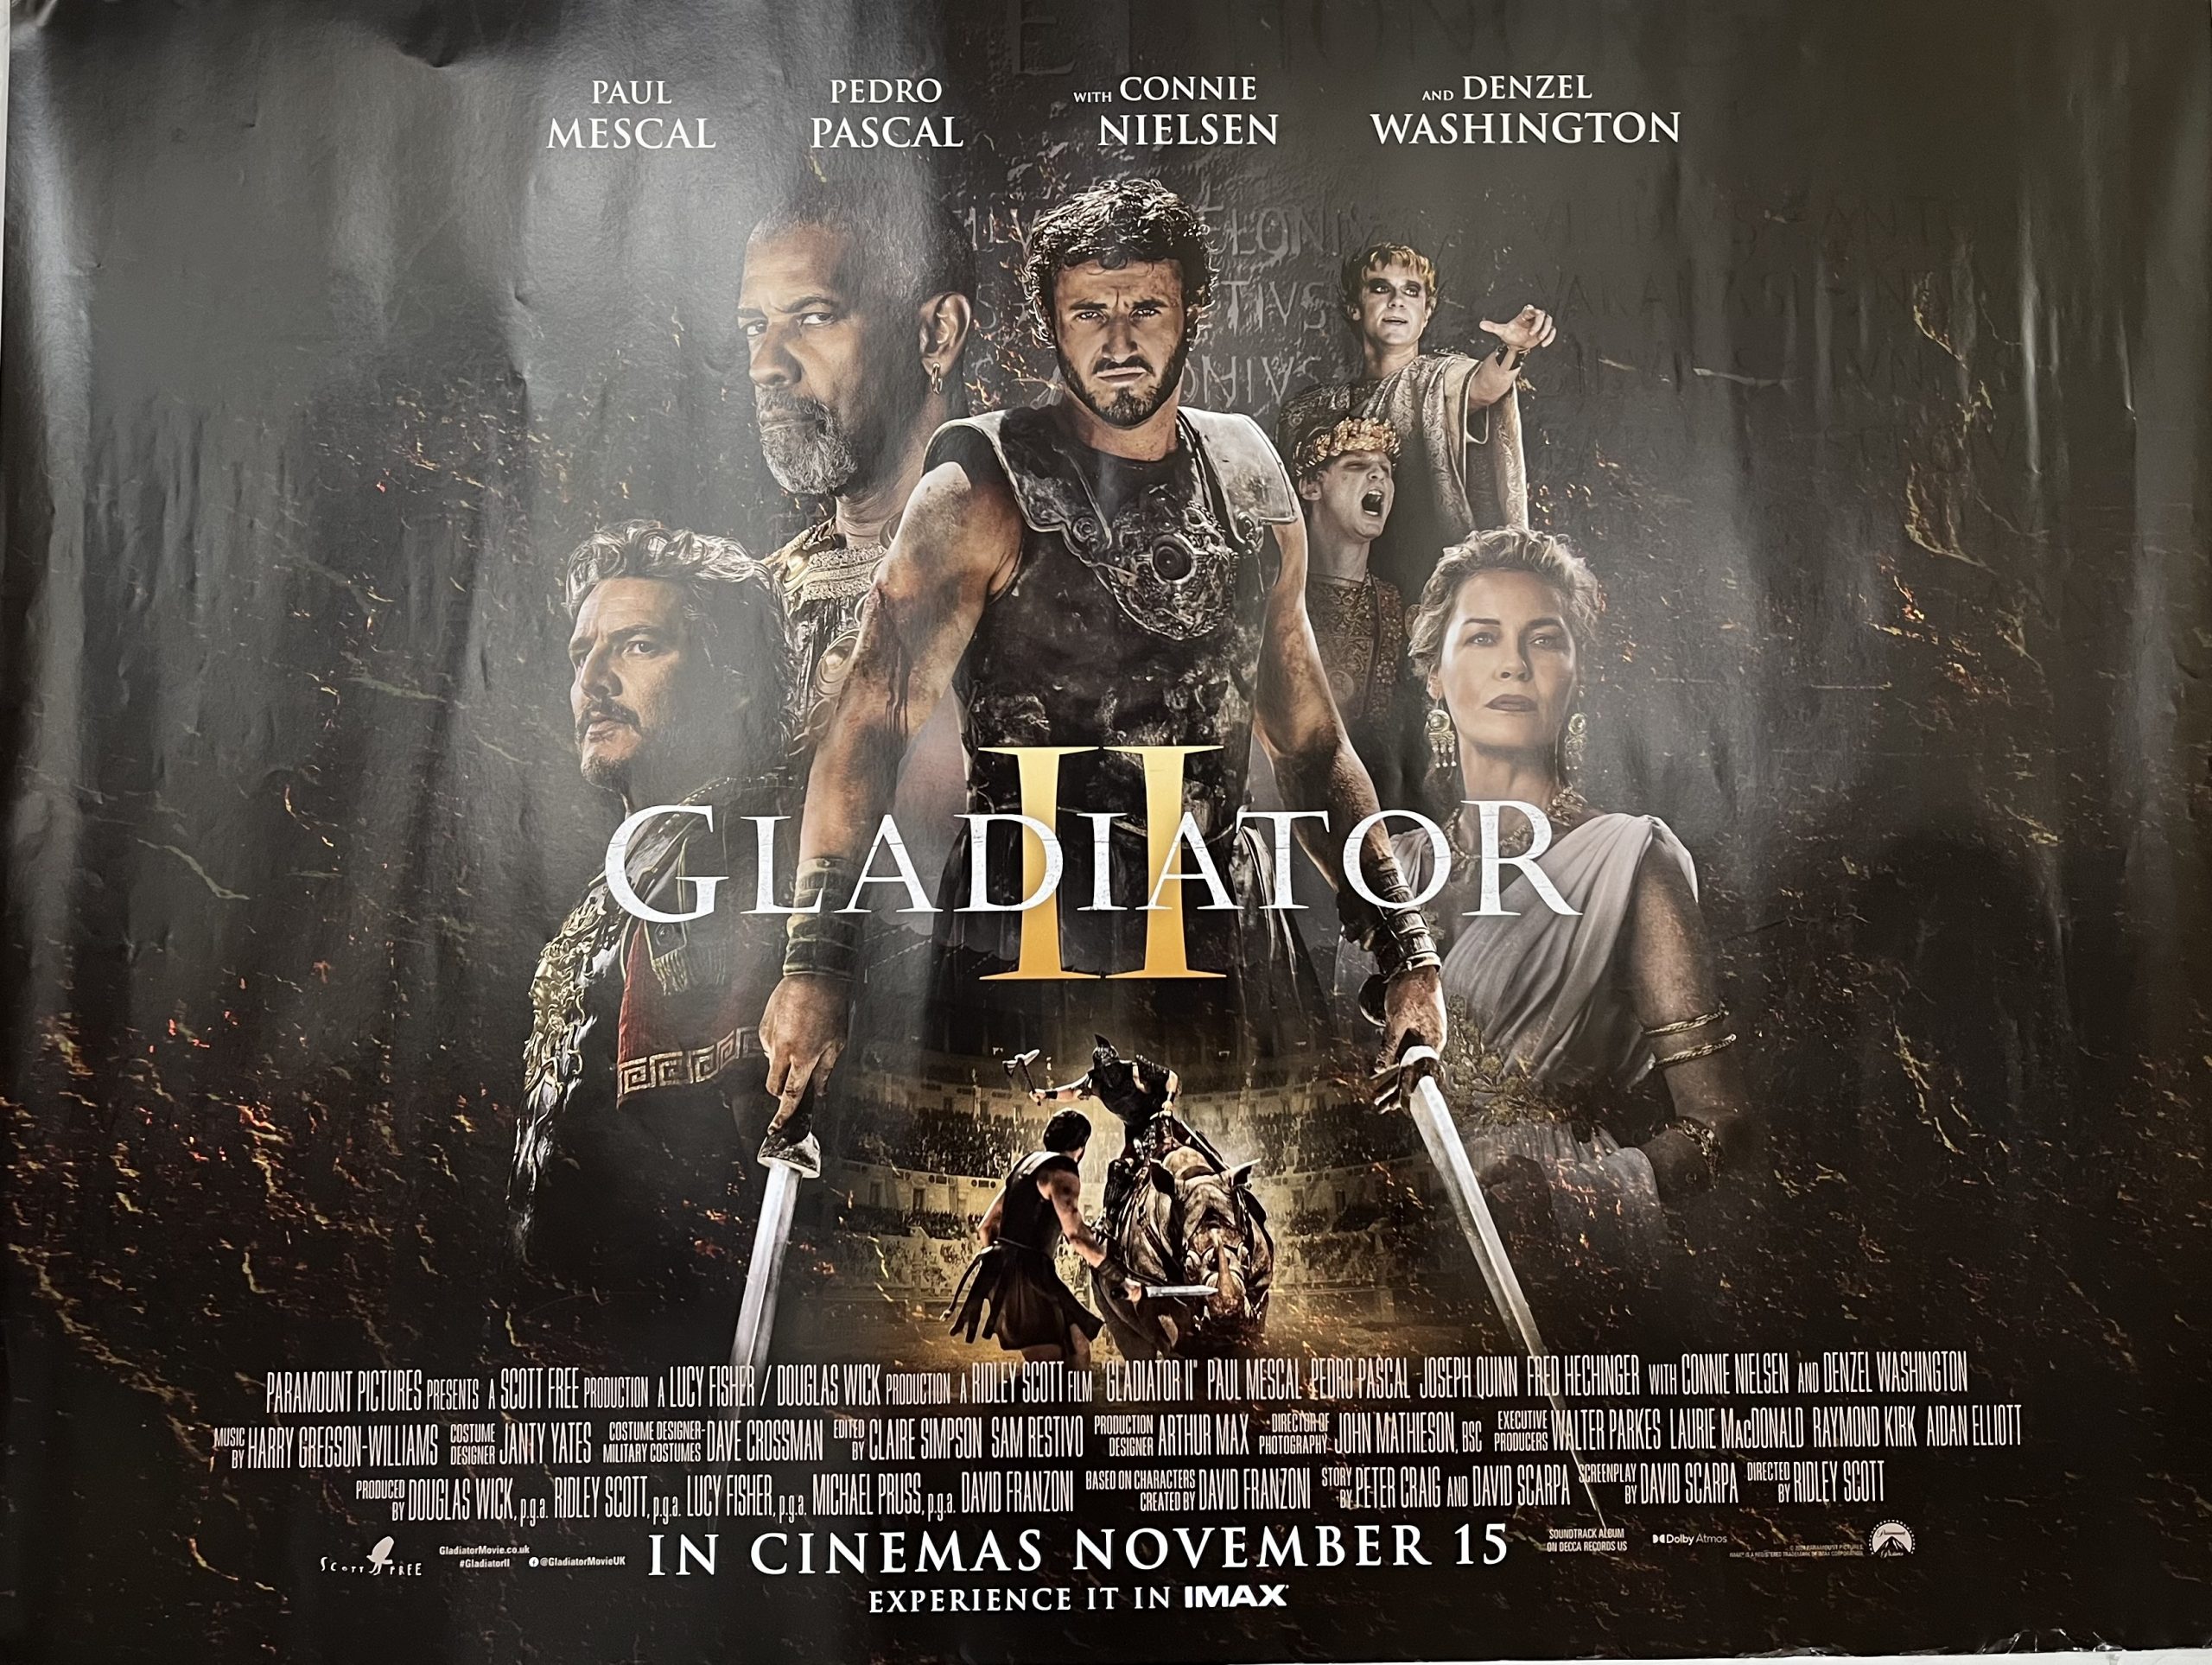 PAUL MESCAL
PEDRO PASCAL
WITH CONNIE NIELSEN
AND DENZEL WASHINGTON
II
GLADIATOR
PARAMOUNT PICTURES PRESENTS A SCOTT FREE PRODUCTION A LUCY FISHER / DOUGLAS WICK PRODUCTION A RIDLEY SCOTT FILM "GLADIATOR II" PAUL MESCAL PEDRO PASCAL JOSEPH QUINN FRED HECHINGER WITH CONNIE NIELSEN AND DENZEL WASHINGTON
MUSIC BY HARRY GREGSON-WILLIAMS COSTUME DESIGNER JANTY YATES COSTUME DESIGNER- MILITARY COSTUMES DAVE CROSSMAN EDITED BY CLAIRE SIMPSON SAM RESTIVO PRODUCTION DESIGNER ARTHUR MAX DIRECTOR OF PHOTOGRAPHY JOHN MATHIESON, BSC EXECUTIVE PRODUCERS WALTER PARKES LAURIE MacDONALD RAYMOND KIRK AIDAN ELLIOTT
PRODUCED BY DOUGLAS WICK, p.g.a. RIDLEY SCOTT, p.g.a. LUCY FISHER, p.g.a. MICHAEL PRUSS, p.g.a. DAVID FRANZONI BASED ON CHARACTERS CREATED BY DAVID FRANZONI STORY BY PETER CRAIG AND DAVID SCARPA SCREENPLAY BY DAVID SCARPA DIRECTED BY RIDLEY SCOTT
SCOTT FREE
GladiatorMovie.co.uk
#GladiatorII
@GladiatorMovieUK
IN CINEMAS NOVEMBER 15
SOUNDTRACK ALBUM
ON DECCA RECORDS US
Dolby Atmos
Paramount
Pictures
EXPERIENCE IT IN IMAX